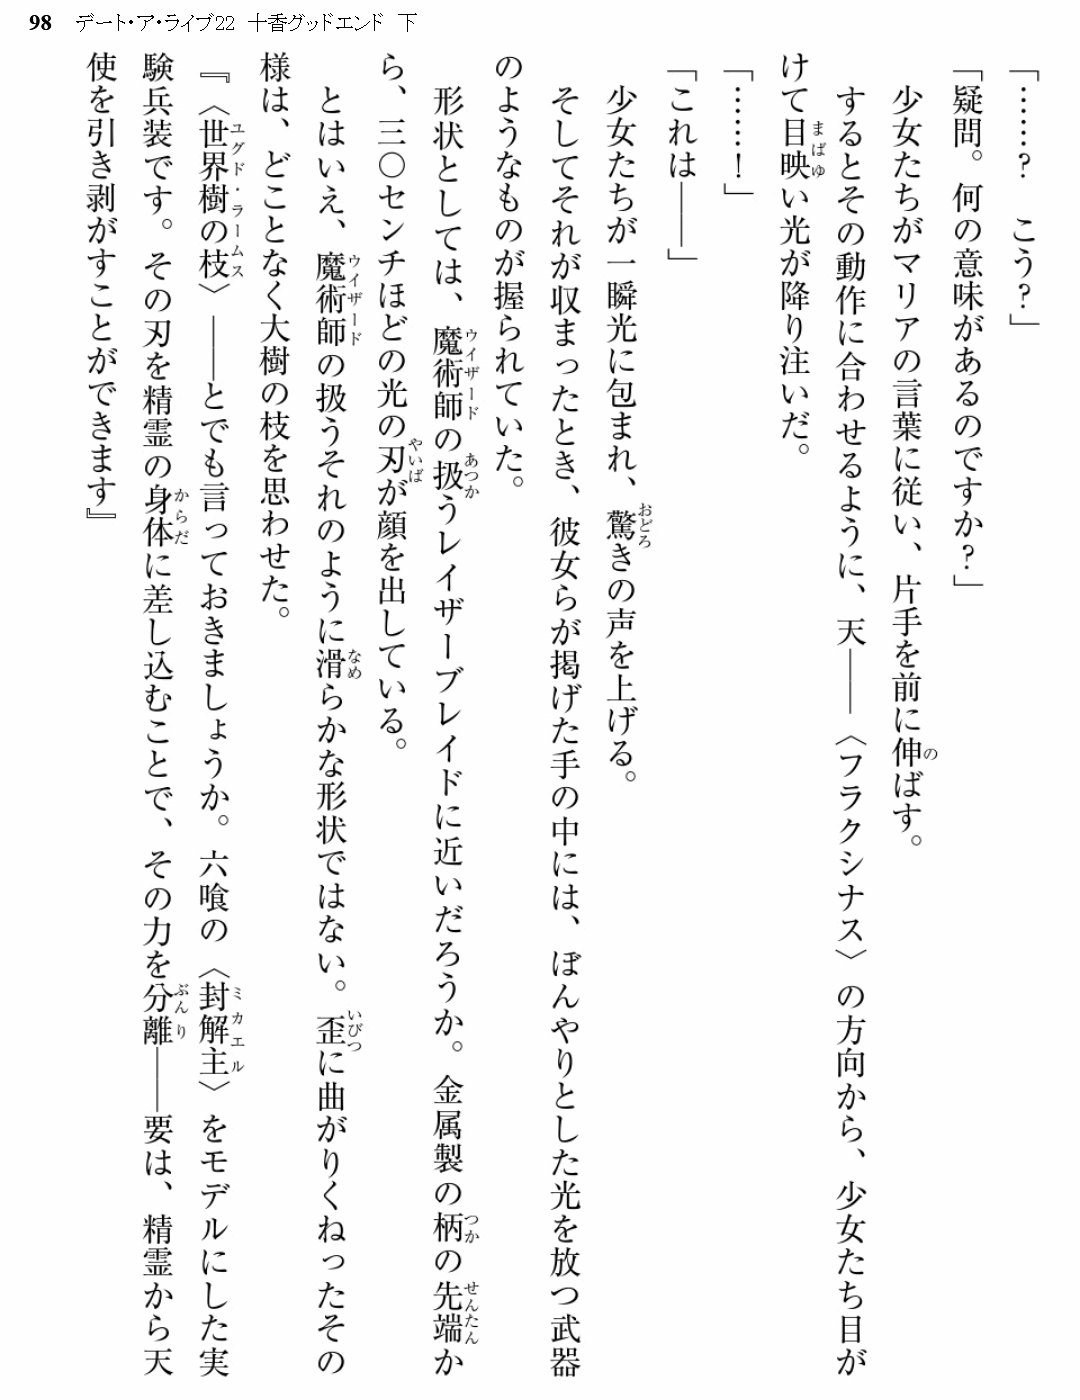 98 デート・ア・ライブ22 十香グッドエンド 下
「……？　こう？」
「疑問。何の意味があるのですか？」
　少女たちがマリアの言葉に従い、片手を前に伸ばす。
　するとその動作に合わせるように、天――〈フラクシナス〉の方向から、少女たち目が
けて目映い光が降り注いだ。
「……！」
「これは――」
　少女たちが一瞬光に包まれ、驚きの声を上げる。
　そしてそれが収まったとき、彼女らが掲げた手の中には、ぼんやりとした光を放つ武器
のようなものが握られていた。
　形状としては、魔術師の扱うレイザーブレイドに近いだろうか。金属製の柄の先端か
ら、三〇センチほどの光の刃が顔を出している。
　とはいえ、魔術師の扱うそれのように滑らかな形状ではない。歪に曲がりくねったその
様は、どことなく大樹の枝を思わせた。
『〈世界樹の枝〉――とでも言っておきましょうか。六喰の〈封解主〉をモデルにした実
験兵装です。その刃を精霊の身体に差し込むことで、その力を分離――要は、精霊から天
使を引き剥がすことができます』